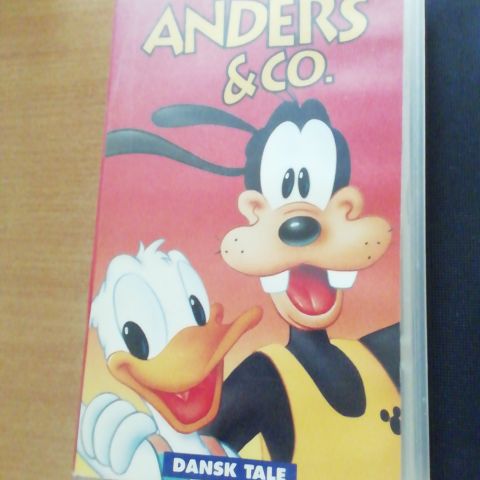 ANDERS
& CO.
DANSK TALE